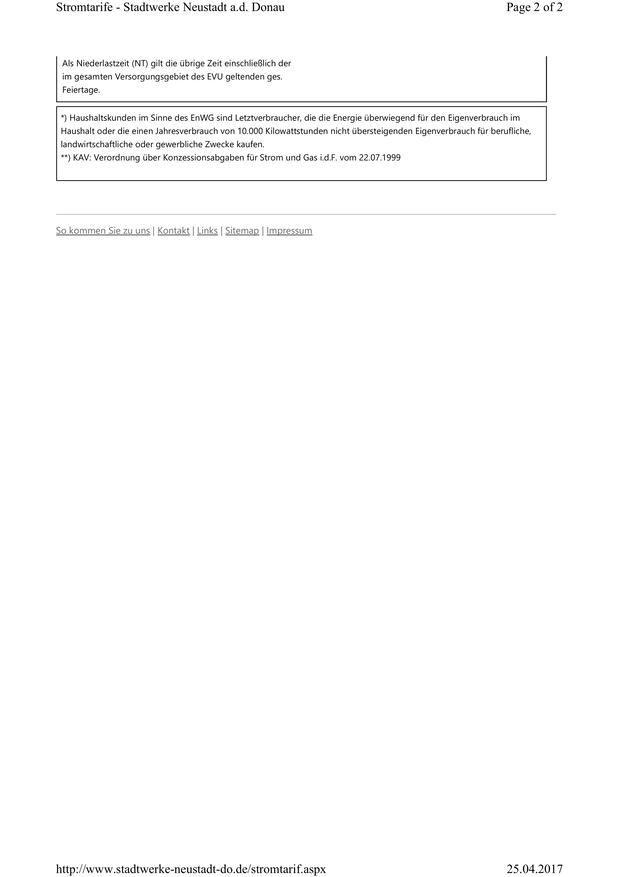 Stromtarife - Stadtwerke Neustadt a.d. Donau Page 2 of 2
Als Niederlastzeit (NT) gilt die übrige Zeit einschließlich der
im gesamten Versorgungsgebiet des EVU geltenden ges.
Feiertage.
*) Haushaltskunden im Sinne des EnWG sind Letztverbraucher, die die Energie überwiegend für den Eigenverbrauch im
Haushalt oder die einen Jahresverbrauch von 10.000 Kilowattstunden nicht übersteigenden Eigenverbrauch für berufliche,
landwirtschaftliche oder gewerbliche Zwecke kaufen.
**) KAV: Verordnung über Konzessionsabgaben für Strom und Gas i.d.F. vom 22.07.1999
So kommen Sie zu uns | Kontakt | Links | Sitemap | Impressum
http://www.stadtwerke-neustadt-do.de/stromtarif.aspx 25.04.2017